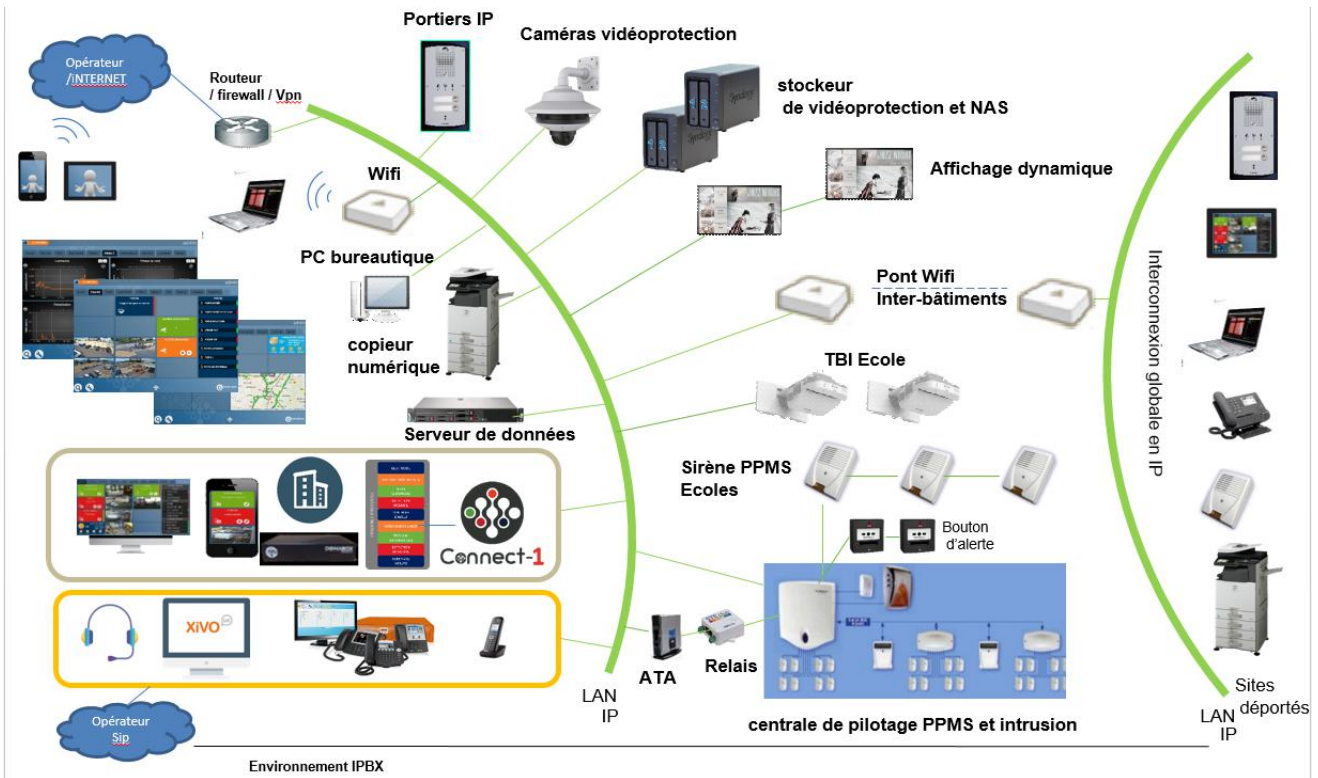 Portiers IP
Caméras vidéoprotection
Opérateur
/iNTERNET
Routeur
/ firewall / Vpn
stockeur
de vidéoprotection et NAS
Wifi
Affichage dynamique
PC bureautique
copieur
numérique
Pont Wifi
Inter-bâtiments
Interconnexion globale en IP
TBI Ecole
Serveur de données
Sirène PPMS
Ecoles
Bouton
d'alerte
Connect-1
XiVO
ATA
Relais
LAN
IP
centrale de pilotage PPMS et intrusion
Sites
déportés
LAN
IP
Opérateur
Sip
Environnement IPBX